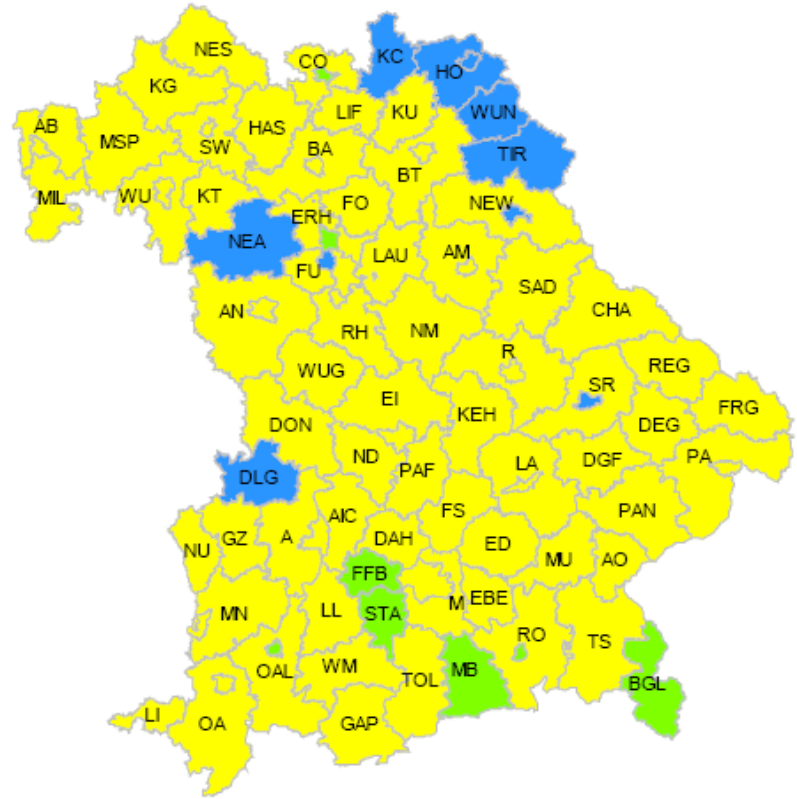 NES
CO
KC
HO
KG
LIF
KU
WUN
AB
MSP
SW
HAS
BA
TIR
BT
MIL
WU
KT
ERH
FO
NEW
NEA
LAU
AM
FU
SAD
AN
RH
NM
CHA
R
WUG
REG
SR
EI
FRG
KEH
DON
DEG
ND
PAF
LA
DGF
PA
DLG
AIC
FS
PAN
NU
GZ
A
DAH
ED
MU
AO
FFB
MN
LL
STA
M
EBE
RO
TS
OAL
WM
TOL
MB
BGL
LI
OA
GAP